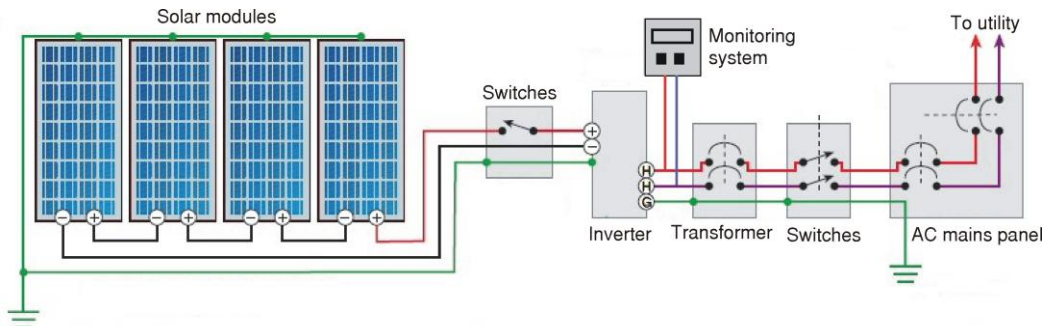 Solar modules
Monitoring
system
To utility
Switches
+
−
H
H
G
− + − + − + − +
Inverter
Transformer
Switches
AC mains panel